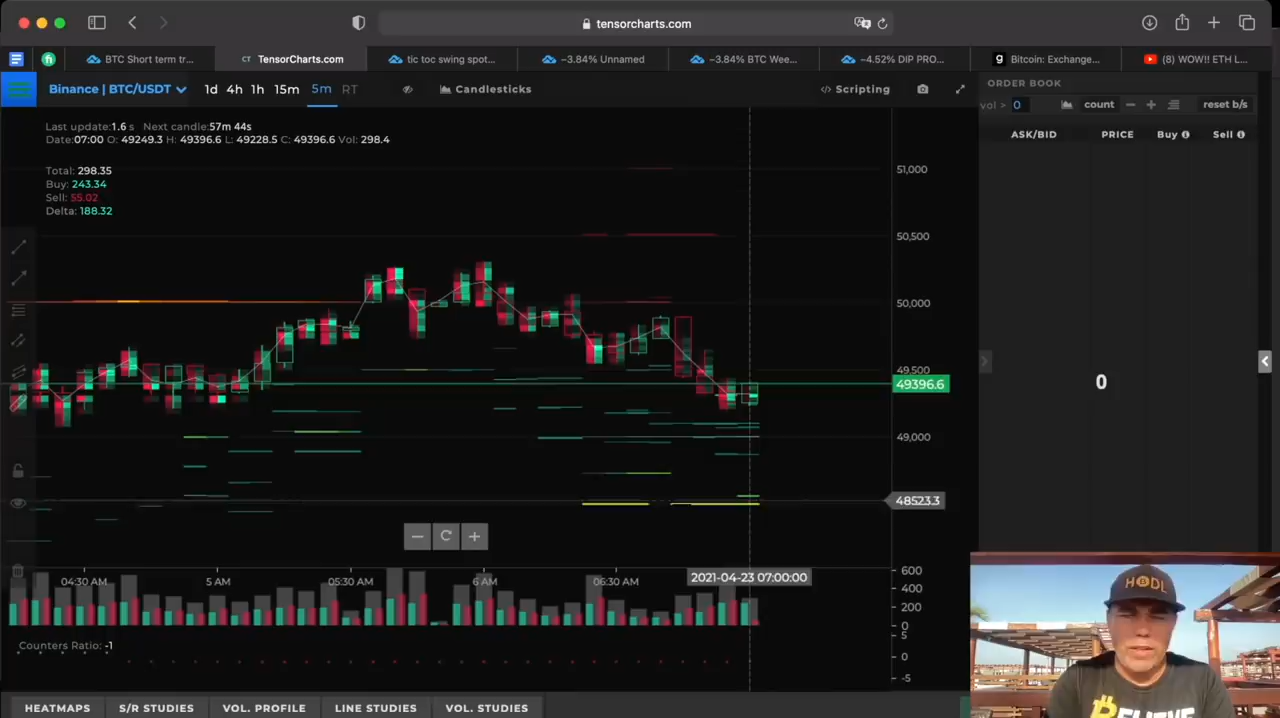 tensorcharts.com
BTC Short term tr...
CT TensorCharts.com
tic toc swing spot...
−3.84% Unnamed
−3.84% BTC Wee...
−4.52% DIP PRO...
g Bitcoin: Exchange...
(8) WOW!! ETH L...
Binance | BTC/USDT 1d 4h 1h 15m 5m RT Candlesticks </> Scripting
ORDER BOOK
vol > 0 count − + reset b/s
ASK/BID PRICE Buy Sell
Last update:1.6 s Next candle:57m 44s
Date:07:00 O: 49249.3 H: 49396.6 L: 49228.5 C: 49396.6 Vol: 298.4
Total: 298.35
Buy: 243.34
Sell: 55.02
Delta: 188.32
51,000
50,500
50,000
49,500
49396.6
49,000
48523.3
0
04:30 AM 5 AM 05:30 AM 6 AM 06:30 AM 2021-04-23 07:00:00
600
400
200
0
5
0
-5
Counters Ratio: -1
HEATMAPS S/R STUDIES VOL. PROFILE LINE STUDIES VOL. STUDIES
HODL
BELIEVE